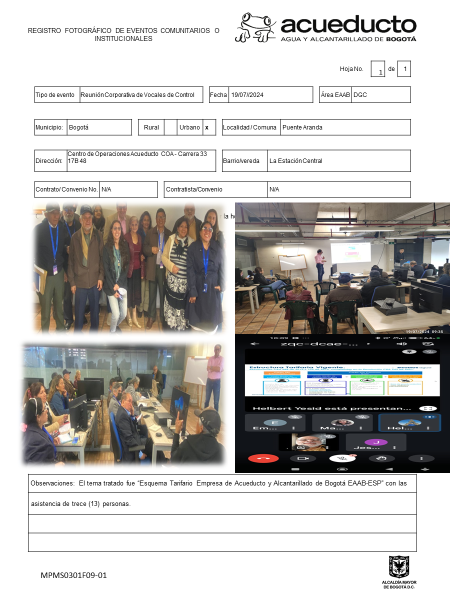 REGISTRO FOTOGRÁFICO DE EVENTOS COMUNITARIOS O
INSTITUCIONALES
acueducto
AGUA Y ALCANTARILLADO DE BOGOTÁ
Hoja No. 1 de 1
Tipo de evento Reunión Corporativa de Vocales de Control Fecha 19/07//2024 Área EAAB DGC
Municipio: Bogotá Rural Urbano x Localidad / Comuna Puente Aranda
Dirección: Centro de Operaciones Acueducto COA - Carrera 33
17B 48 Barrio/vereda La Estación Central
Contrato/ Convenio No. N/A Contratista/Convenio N/A
la
19/07/2024 09:38
zqc-dcae-...
Estructura Tarifaria Vigente:
Helbert Yesid está presentan...
Em...
Ma...
Hel...
Jes...
Observaciones: El tema tratado fue “Esquema Tarifario Empresa de Acueducto y Alcantarillado de Bogotá EAAB-ESP” con las
asistencia de trece (13) personas.
MPMS0301F09-01
ALCALDÍA MAYOR
DE BOGOTÁ D.C.